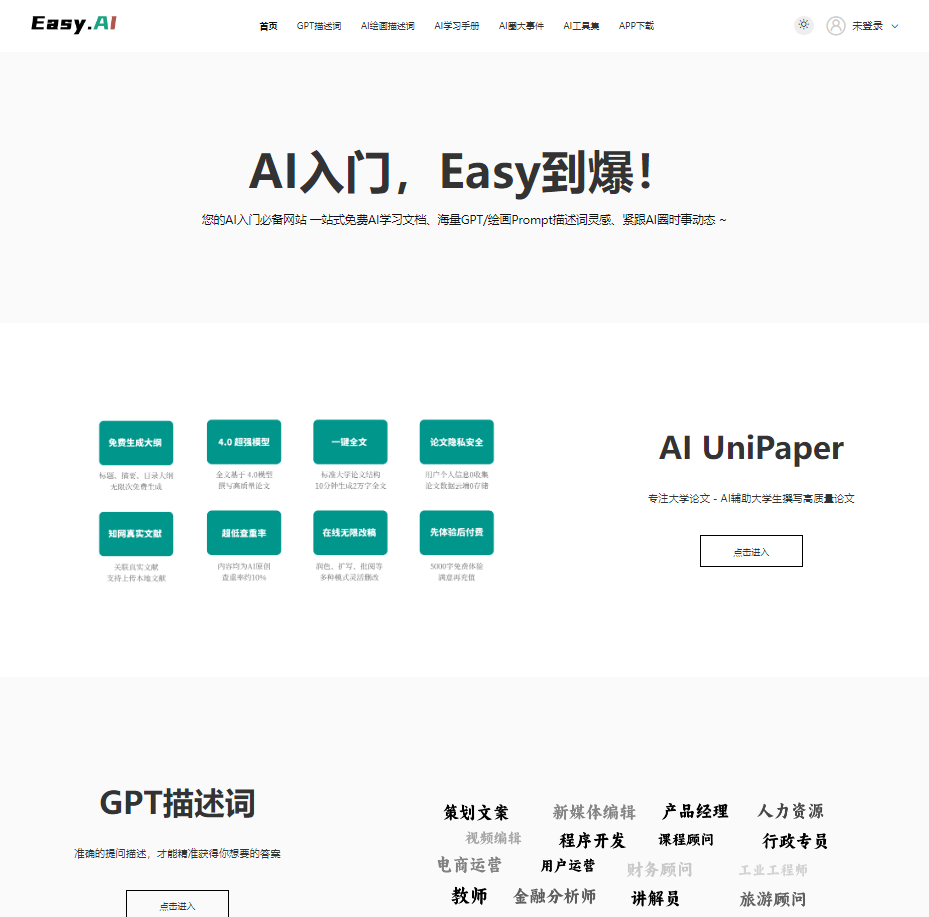 Easy.AI
首页 GPT描述词 AI绘画描述词 AI学习手册 AI圈大事件 AI工具集 APP下载
未登录
AI入门，Easy到爆！
您的AI入门必备网站 一站式免费AI学习文档、海量GPT/绘画Prompt描述词灵感、紧跟AI圈时事动态 ~
免费生成大纲 4.0 超强模型 一键全文 论文隐私安全
标题、摘要、目录大纲 全文基于 4.0模型 标准大学论文结构 用户个人信息0收集
无限次免费生成 撰写高质量论文 10分钟生成2万字全文 论文数据云端0存储
知网真实文献 超低查重率 在线无限改稿 先体验后付费
关联真实文献 内容均为AI原创 润色、扩写、批阅等 5000字免费体验
支持上传本地文献 查重率约10% 多种模式灵活删改 满意再充值
AI UniPaper
专注大学论文 - AI辅助大学生撰写高质量论文
点击进入
GPT描述词
准确的提问描述，才能精准获得你想要的答案
点击进入
策划文案 新媒体编辑 产品经理 人力资源
视频编辑 程序开发 课程顾问 行政专员
电商运营 用户运营 财务顾问 工业工程师
教师 金融分析师 讲解员 旅游顾问